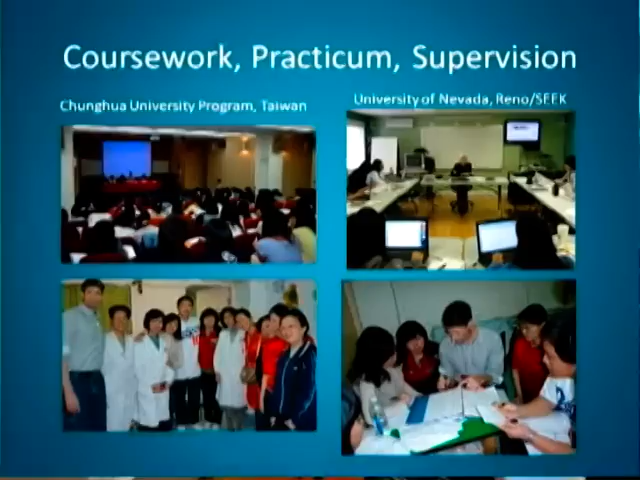 Coursework, Practicum, Supervision
Chunghua University Program, Taiwan
University of Nevada, Reno/SEEK